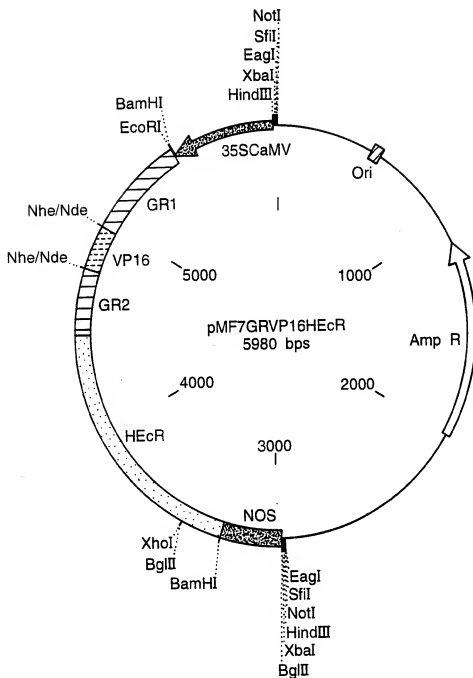 NotI
SfiI
EagI
XbaI
HindIII
BamHI
EcoRI
35SCaMV
Ori
GR1
Nhe/Nde
VP16
Nhe/Nde
5000
1000
GR2
pMF7GRVP16HEcR
5980 bps
Amp R
4000
2000
HEcR
3000
NOS
XhoI
BglII
BamHI
EagI
SfiI
NotI
HindIII
XbaI
BglII